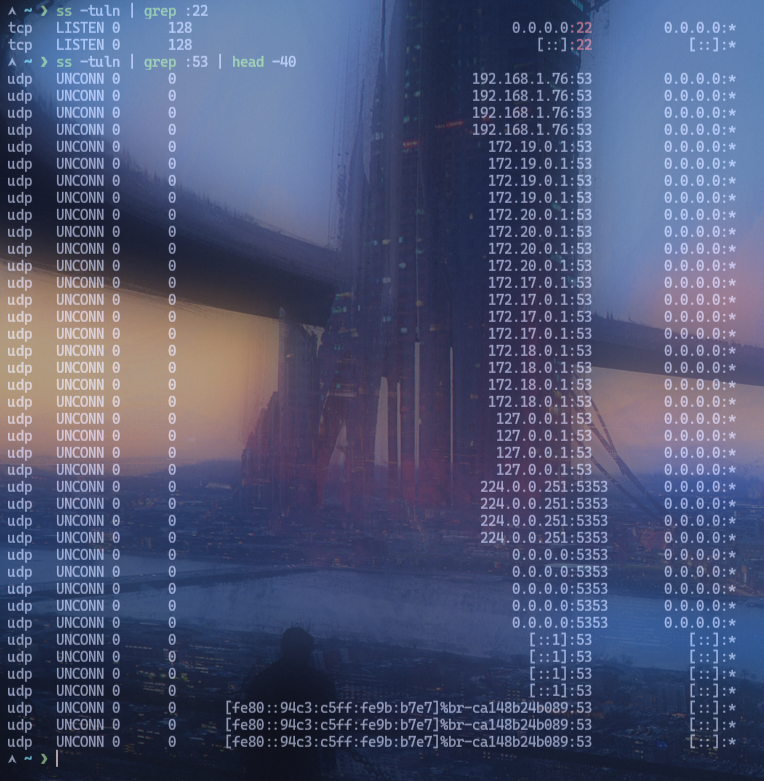 ^ ~ ❯ ss -tuln | grep :22
tcp LISTEN 0 128 0.0.0.0:22 0.0.0.0:*
tcp LISTEN 0 128 [::]:22 [::]:*
^ ~ ❯ ss -tuln | grep :53 | head -40
udp UNCONN 0 0 192.168.1.76:53 0.0.0.0:*
udp UNCONN 0 0 192.168.1.76:53 0.0.0.0:*
udp UNCONN 0 0 192.168.1.76:53 0.0.0.0:*
udp UNCONN 0 0 192.168.1.76:53 0.0.0.0:*
udp UNCONN 0 0 172.19.0.1:53 0.0.0.0:*
udp UNCONN 0 0 172.19.0.1:53 0.0.0.0:*
udp UNCONN 0 0 172.19.0.1:53 0.0.0.0:*
udp UNCONN 0 0 172.19.0.1:53 0.0.0.0:*
udp UNCONN 0 0 172.20.0.1:53 0.0.0.0:*
udp UNCONN 0 0 172.20.0.1:53 0.0.0.0:*
udp UNCONN 0 0 172.20.0.1:53 0.0.0.0:*
udp UNCONN 0 0 172.20.0.1:53 0.0.0.0:*
udp UNCONN 0 0 172.17.0.1:53 0.0.0.0:*
udp UNCONN 0 0 172.17.0.1:53 0.0.0.0:*
udp UNCONN 0 0 172.17.0.1:53 0.0.0.0:*
udp UNCONN 0 0 172.17.0.1:53 0.0.0.0:*
udp UNCONN 0 0 172.18.0.1:53 0.0.0.0:*
udp UNCONN 0 0 172.18.0.1:53 0.0.0.0:*
udp UNCONN 0 0 172.18.0.1:53 0.0.0.0:*
udp UNCONN 0 0 172.18.0.1:53 0.0.0.0:*
udp UNCONN 0 0 127.0.0.1:53 0.0.0.0:*
udp UNCONN 0 0 127.0.0.1:53 0.0.0.0:*
udp UNCONN 0 0 127.0.0.1:53 0.0.0.0:*
udp UNCONN 0 0 127.0.0.1:53 0.0.0.0:*
udp UNCONN 0 0 224.0.0.251:5353 0.0.0.0:*
udp UNCONN 0 0 224.0.0.251:5353 0.0.0.0:*
udp UNCONN 0 0 224.0.0.251:5353 0.0.0.0:*
udp UNCONN 0 0 224.0.0.251:5353 0.0.0.0:*
udp UNCONN 0 0 0.0.0.0:5353 0.0.0.0:*
udp UNCONN 0 0 0.0.0.0:5353 0.0.0.0:*
udp UNCONN 0 0 0.0.0.0:5353 0.0.0.0:*
udp UNCONN 0 0 0.0.0.0:5353 0.0.0.0:*
udp UNCONN 0 0 0.0.0.0:5353 0.0.0.0:*
udp UNCONN 0 0 [::1]:53 [::]:*
udp UNCONN 0 0 [::1]:53 [::]:*
udp UNCONN 0 0 [::1]:53 [::]:*
udp UNCONN 0 0 [::1]:53 [::]:*
udp UNCONN 0 0 [fe80::94c3:c5ff:fe9b:b7e7]%br-ca148b24b089:53 [::]:*
udp UNCONN 0 0 [fe80::94c3:c5ff:fe9b:b7e7]%br-ca148b24b089:53 [::]:*
udp UNCONN 0 0 [fe80::94c3:c5ff:fe9b:b7e7]%br-ca148b24b089:53 [::]:*
^ ~ ❯